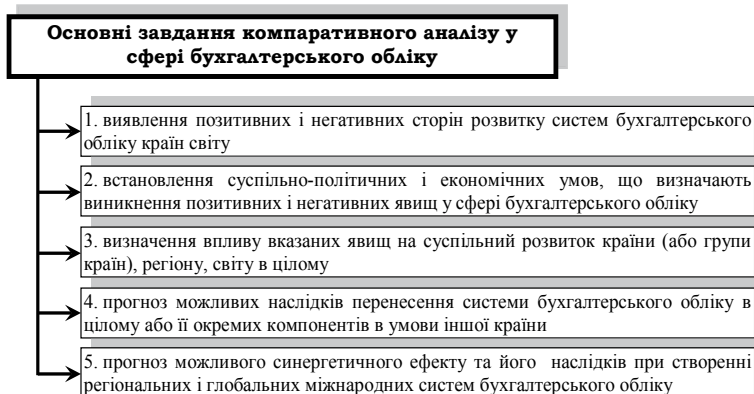 Основні завдання компаративного аналізу у
сфері бухгалтерського обліку
1. виявлення позитивних і негативних сторін розвитку систем бухгалтерського
обліку країн світу
2. встановлення суспільно-політичних і економічних умов, що визначають
виникнення позитивних і негативних явищ у сфері бухгалтерського обліку
3. визначення впливу вказаних явищ на суспільний розвиток країни (або групи
країн), регіону, світу в цілому
4. прогноз можливих наслідків перенесення системи бухгалтерського обліку в
цілому або її окремих компонентів в умови іншої країни
5. прогноз можливого синергетичного ефекту та його наслідків при створенні
регіональних і глобальних міжнародних систем бухгалтерського обліку